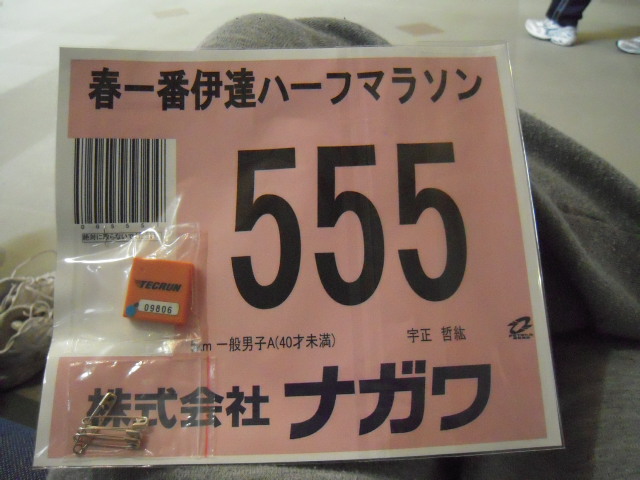 春一番伊達ハーフマラソン
555
TECRUN
09806
5km 一般男子A(40才未満)
宇正 哲紘
株式会社 ナガワ